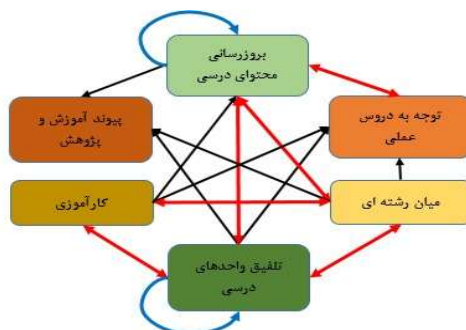 بروزرسانی
محتوای درسی
توجه به دروس
عملی
پیوند آموزش و
پژوهش
میان رشته ای
کارآموزی
تلفیق واحدهای
درسی